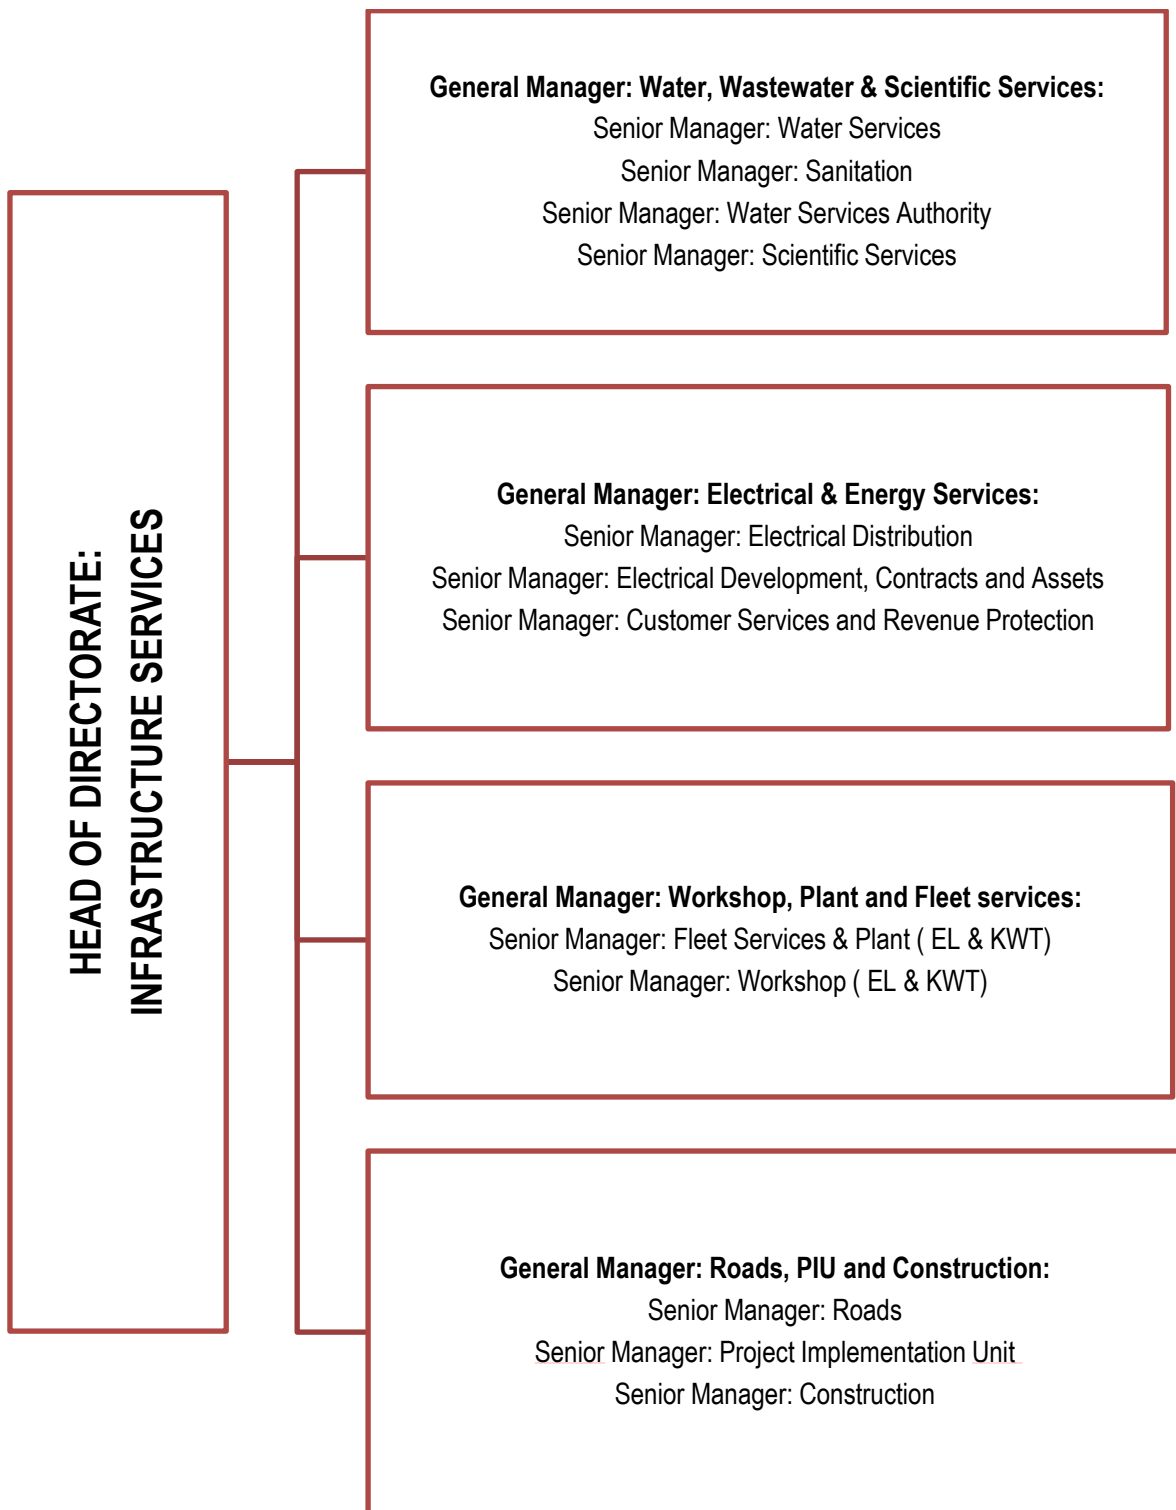 HEAD OF DIRECTORATE:
INFRASTRUCTURE SERVICES
General Manager: Water, Wastewater & Scientific Services:
Senior Manager: Water Services
Senior Manager: Sanitation
Senior Manager: Water Services Authority
Senior Manager: Scientific Services
General Manager: Electrical & Energy Services:
Senior Manager: Electrical Distribution
Senior Manager: Electrical Development, Contracts and Assets
Senior Manager: Customer Services and Revenue Protection
General Manager: Workshop, Plant and Fleet services:
Senior Manager: Fleet Services & Plant ( EL & KWT)
Senior Manager: Workshop ( EL & KWT)
General Manager: Roads, PIU and Construction:
Senior Manager: Roads
Senior Manager: Project Implementation Unit
Senior Manager: Construction